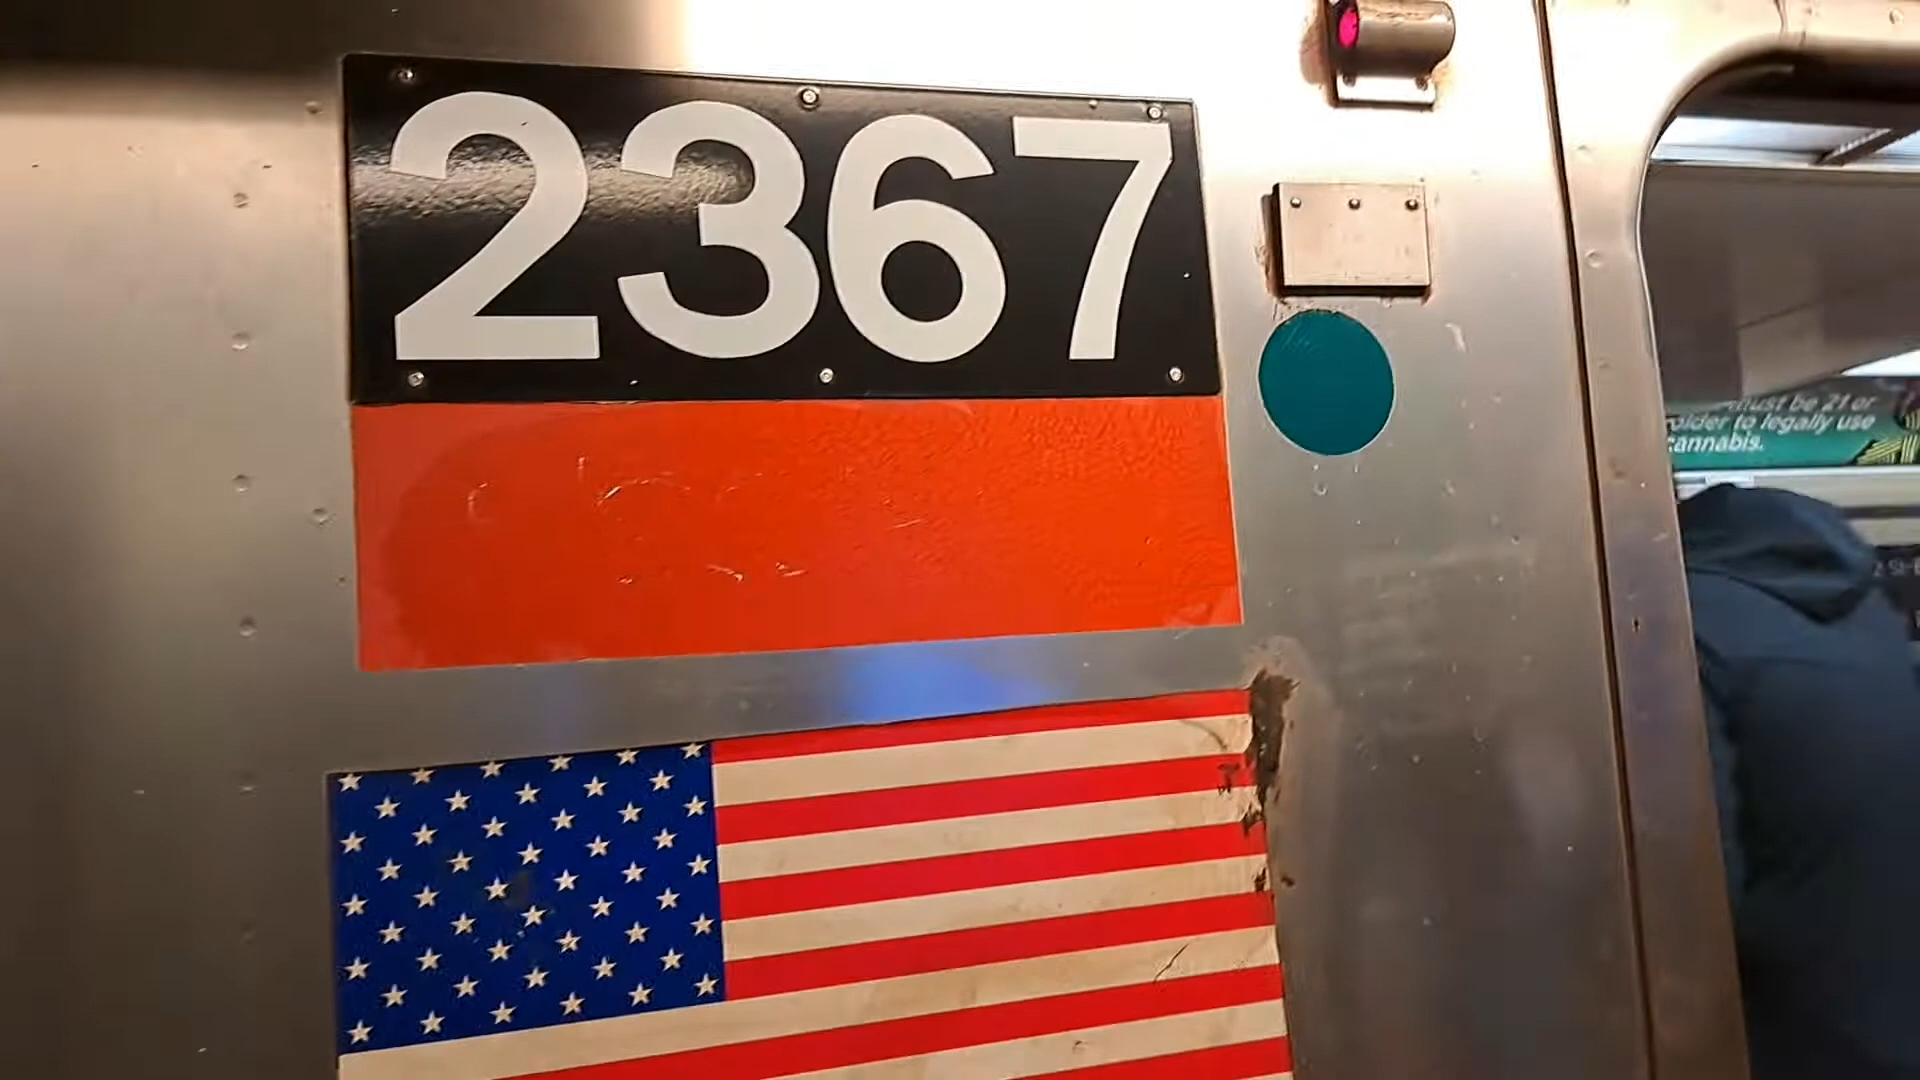 2367
must be 21 or
older to legally use
cannabis.